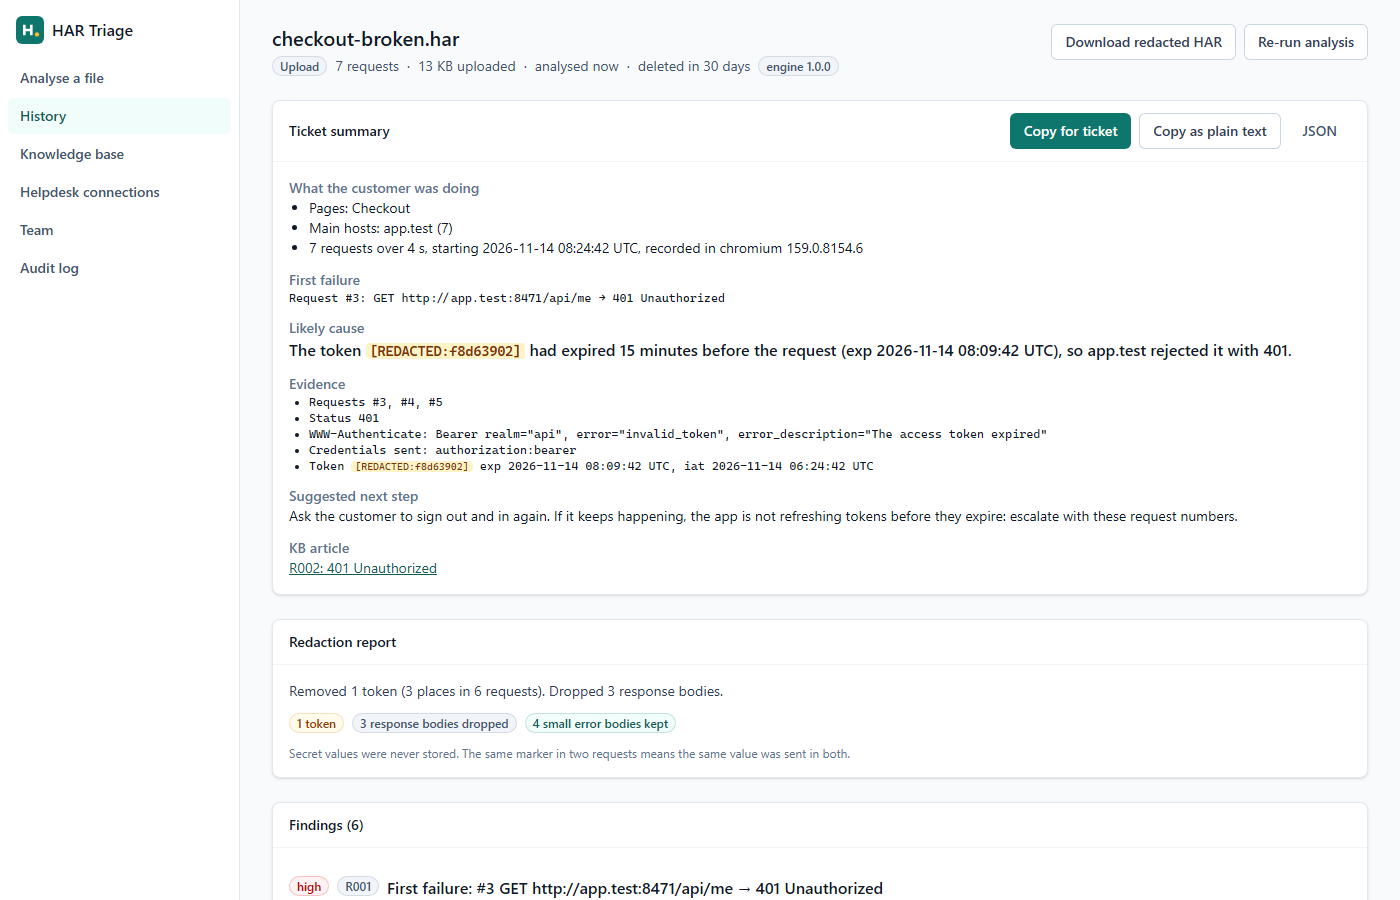 H.
HAR Triage
Analyse a file
History
Knowledge base
Helpdesk connections
Team
Audit log
checkout-broken.har
Upload 7 requests · 13 KB uploaded · analysed now · deleted in 30 days engine 1.0.0
Download redacted HAR
Re-run analysis
Ticket summary
Copy for ticket
Copy as plain text
JSON
What the customer was doing
• Pages: Checkout
• Main hosts: app.test (7)
• 7 requests over 4 s, starting 2026-11-14 08:24:42 UTC, recorded in chromium 159.0.8154.6
First failure
Request #3: GET http://app.test:8471/api/me → 401 Unauthorized
Likely cause
The token [REDACTED:f8d63902] had expired 15 minutes before the request (exp 2026-11-14 08:09:42 UTC), so app.test rejected it with 401.
Evidence
• Requests #3, #4, #5
• Status 401
• WWW-Authenticate: Bearer realm="api", error="invalid_token", error_description="The access token expired"
• Credentials sent: authorization:bearer
• Token [REDACTED:f8d63902] exp 2026-11-14 08:09:42 UTC, iat 2026-11-14 06:24:42 UTC
Suggested next step
Ask the customer to sign out and in again. If it keeps happening, the app is not refreshing tokens before they expire: escalate with these request numbers.
KB article
R002: 401 Unauthorized
Redaction report
Removed 1 token (3 places in 6 requests). Dropped 3 response bodies.
1 token 3 response bodies dropped 4 small error bodies kept
Secret values were never stored. The same marker in two requests means the same value was sent in both.
Findings (6)
high R001 First failure: #3 GET http://app.test:8471/api/me → 401 Unauthorized